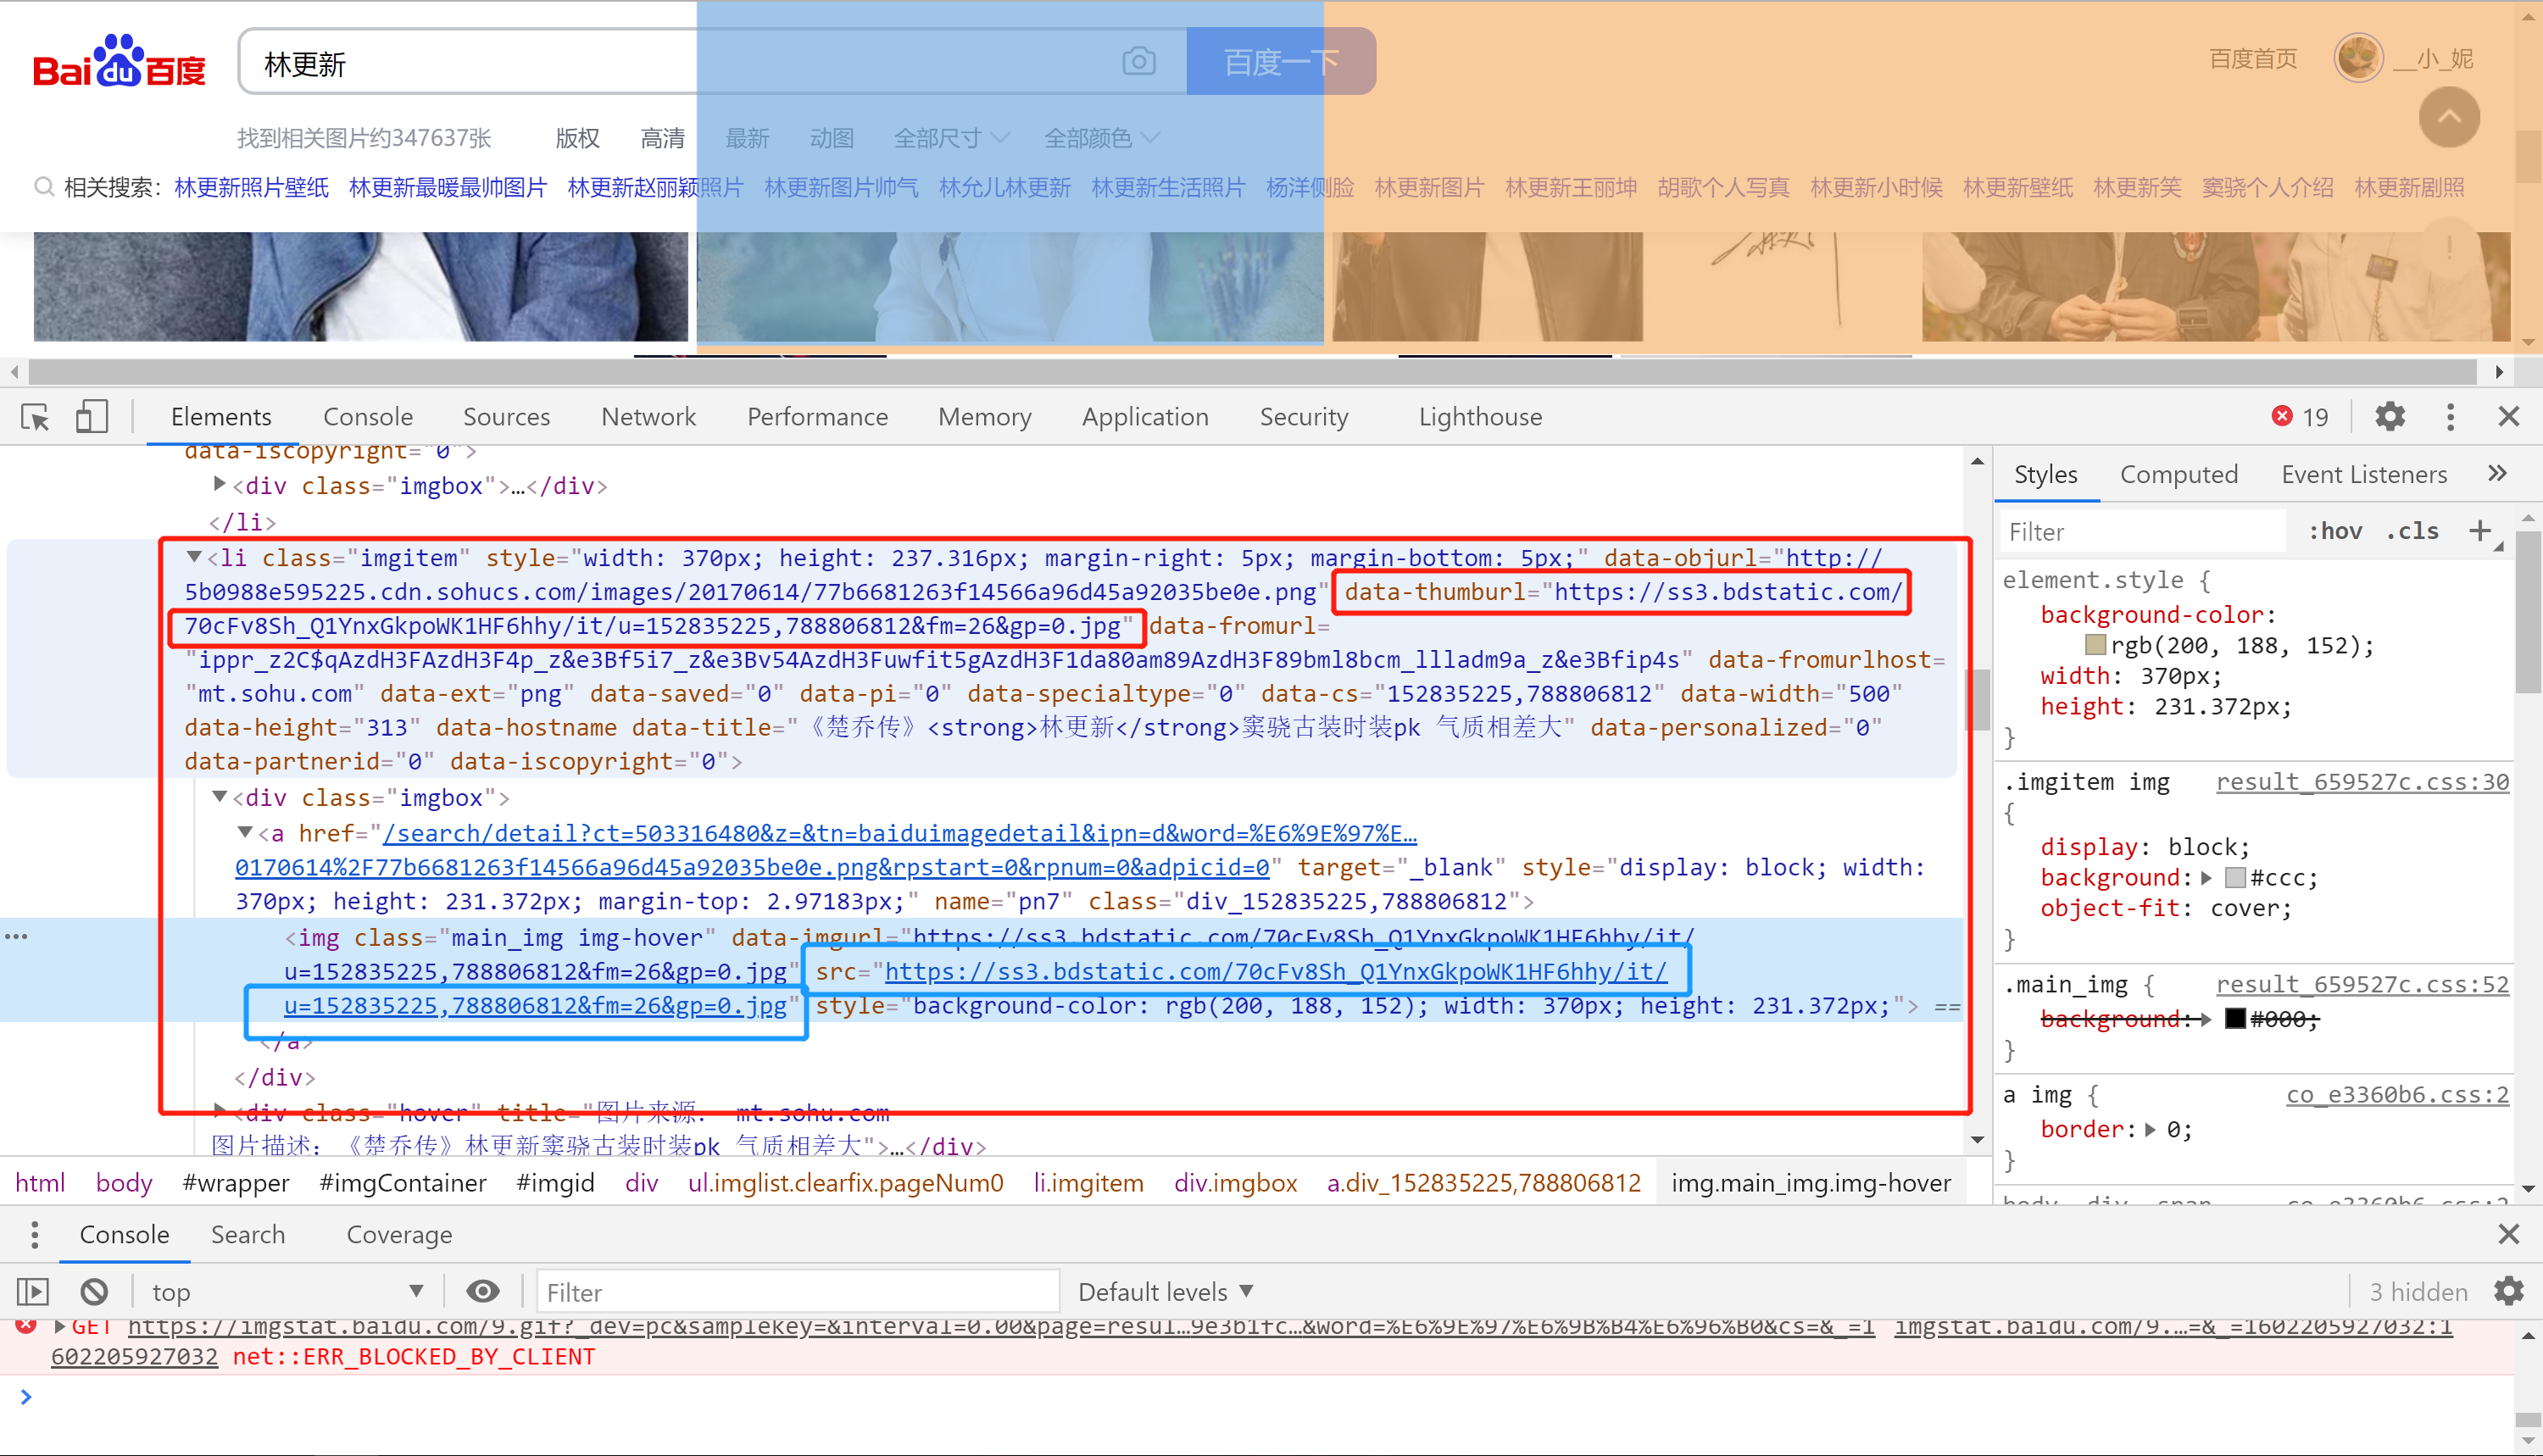 Bai du 百度
林更新
百度一下
百度首页
__小_妮
找到相关图片约347637张 版权 高清 最新 动图 全部尺寸 全部颜色
相关搜索： 林更新照片壁纸 林更新最暖最帅图片 林更新赵丽颖照片 林更新图片帅气 林允儿林更新 林更新生活照片 杨洋侧脸 林更新图片 林更新王丽坤 胡歌个人写真 林更新小时候 林更新壁纸 林更新笑 窦骁个人介绍 林更新剧照
Elements Console Sources Network Performance Memory Application Security Lighthouse 19
data-iscopyright="0">
<div class="imgbox">…</div>
</li>
<li class="imgitem" style="width: 370px; height: 237.316px; margin-right: 5px; margin-bottom: 5px;" data-objurl="http://
5b0988e595225.cdn.sohucs.com/images/20170614/77b6681263f14566a96d45a92035be0e.png" data-thumburl="https://ss3.bdstatic.com/
70cFv8Sh_Q1YnxGkpoWK1HF6hhy/it/u=152835225,788806812&fm=26&gp=0.jpg" data-fromurl=
"ippr_z2C$qAzdH3FAzdH3F4p_z&e3Bf5i7_z&e3Bv54AzdH3Fuwfit5gAzdH3F1da80am89AzdH3F89bml8bcm_lllladm9a_z&e3Bfip4s" data-fromurlhost=
"mt.sohu.com" data-ext="png" data-saved="0" data-pi="0" data-specialtype="0" data-cs="152835225,788806812" data-width="500"
data-height="313" data-hostname data-title="《楚乔传》<strong>林更新</strong>窦骁古装时装pk 气质相差大" data-personalized="0"
data-partnerid="0" data-iscopyright="0">
<div class="imgbox">
<a href="/search/detail?ct=503316480&z=&tn=baiduimagedetail&ipn=d&word=%E6%9E%97%E…
0170614%2F77b6681263f14566a96d45a92035be0e.png&rpstart=0&rpnum=0&adpicid=0" target="_blank" style="display: block; width:
370px; height: 231.372px; margin-top: 2.97183px;" name="pn7" class="div_152835225,788806812">
<img class="main_img img-hover" data-imgurl="https://ss3.bdstatic.com/70cFv8Sh_Q1YnxGkpoWK1HF6hhy/it/
u=152835225,788806812&fm=26&gp=0.jpg" src="https://ss3.bdstatic.com/70cFv8Sh_Q1YnxGkpoWK1HF6hhy/it/
u=152835225,788806812&fm=26&gp=0.jpg" style="background-color: rgb(200, 188, 152); width: 370px; height: 231.372px;"> ==
</a>
</div>
<div class="hover" title="图片来源： mt.sohu.com
图片描述：《楚乔传》林更新窦骁古装时装pk 气质相差大">…</div>
html body #wrapper #imgContainer #imgid div ul.imglist.clearfix.pageNum0 li.imgitem div.imgbox a.div_152835225,788806812 img.main_img.img-hover
Styles Computed Event Listeners
Filter :hov .cls
element.style {
background-color:
rgb(200, 188, 152);
width: 370px;
height: 231.372px;
}
.imgitem img result_659527c.css:30
{
display: block;
background: #ccc;
object-fit: cover;
}
.main_img { result_659527c.css:52
background: #000;
}
a img { co_e3360b6.css:2
border: 0;
}
body, div, span, co_e3360b6.css:2
Console Search Coverage
top Filter Default levels 3 hidden
GET https://imgstat.baidu.com/9.gif?_dev=pc&samplekey=&interval=0.00&page=resul…9e3b1fc…&word=%E6%9E%97%E6%9B%B4%E6%96%B0&cs=&_=1 imgstat.baidu.com/9.…=&_=1602205927032:1
602205927032 net::ERR_BLOCKED_BY_CLIENT